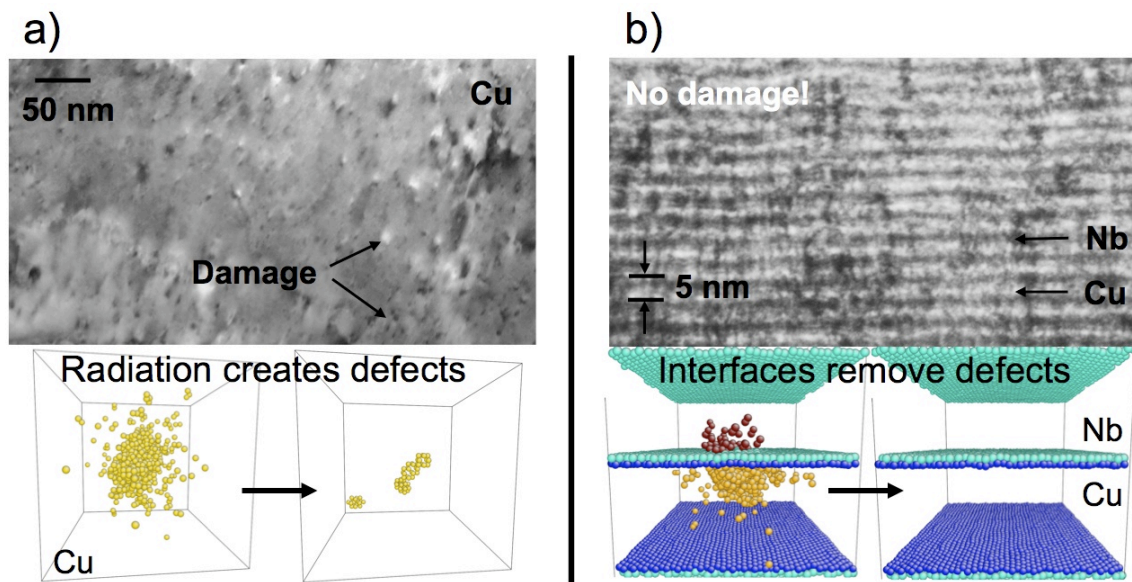 a)
50 nm
Cu
Damage
Radiation creates defects
Cu
b)
No damage!
Nb
5 nm
Cu
Interfaces remove defects
Nb
Cu